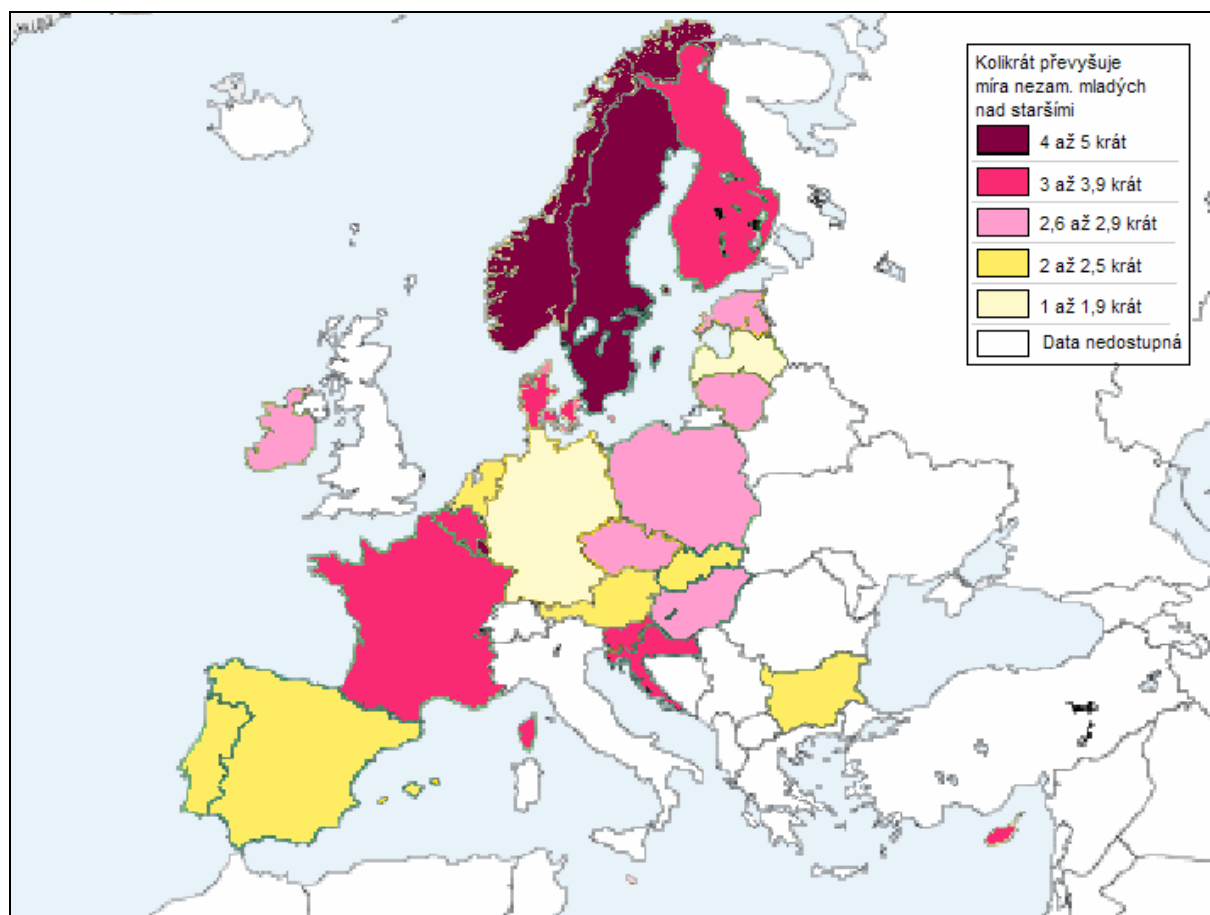 Kolikrát převyšuje
míra nezam. mladých
nad staršími
4 až 5 krát
3 až 3,9 krát
2,6 až 2,9 krát
2 až 2,5 krát
1 až 1,9 krát
Data nedostupná